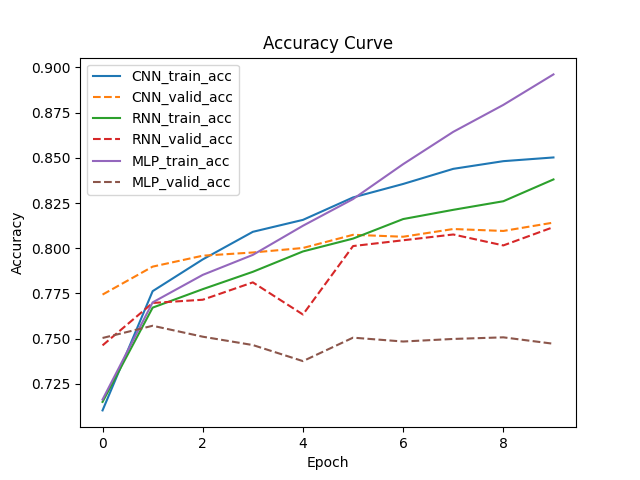 Accuracy Curve
0.900
0.875
0.850
0.825
0.800
0.775
0.750
0.725
Accuracy
CNN_train_acc
CNN_valid_acc
RNN_train_acc
RNN_valid_acc
MLP_train_acc
MLP_valid_acc
0 2 4 6 8
Epoch